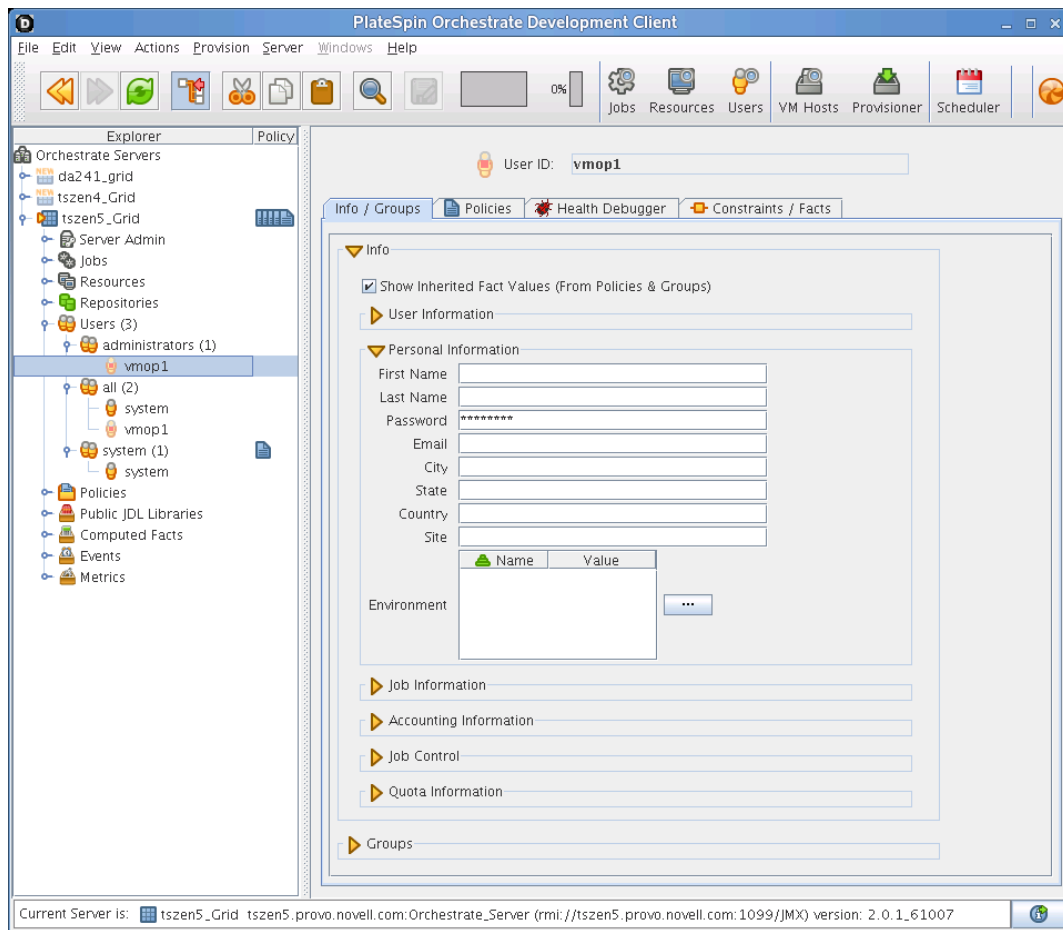 PlateSpin Orchestrate Development Client
File Edit View Actions Provision Server Windows Help
0%
Jobs Resources Users VM Hosts Provisioner Scheduler
Explorer Policy
Orchestrate Servers
NEW da241_grid
NEW tszen4_Grid
tszen5_Grid
Server Admin
Jobs
Resources
Repositories
Users (3)
administrators (1)
vmop1
all (2)
system
vmop1
system (1)
system
Policies
Public JDL Libraries
Computed Facts
Events
Metrics
User ID: vmop1
Info / Groups Policies Health Debugger Constraints / Facts
Info
Show Inherited Fact Values (From Policies & Groups)
User Information
Personal Information
First Name
Last Name
Password ********
Email
City
State
Country
Site
Name Value
Environment ...
Job Information
Accounting Information
Job Control
Quota Information
Groups
Current Server is: tszen5_Grid tszen5.provo.novell.com:Orchestrate_Server (rmi://tszen5.provo.novell.com:1099/JMX) version: 2.0.1_61007